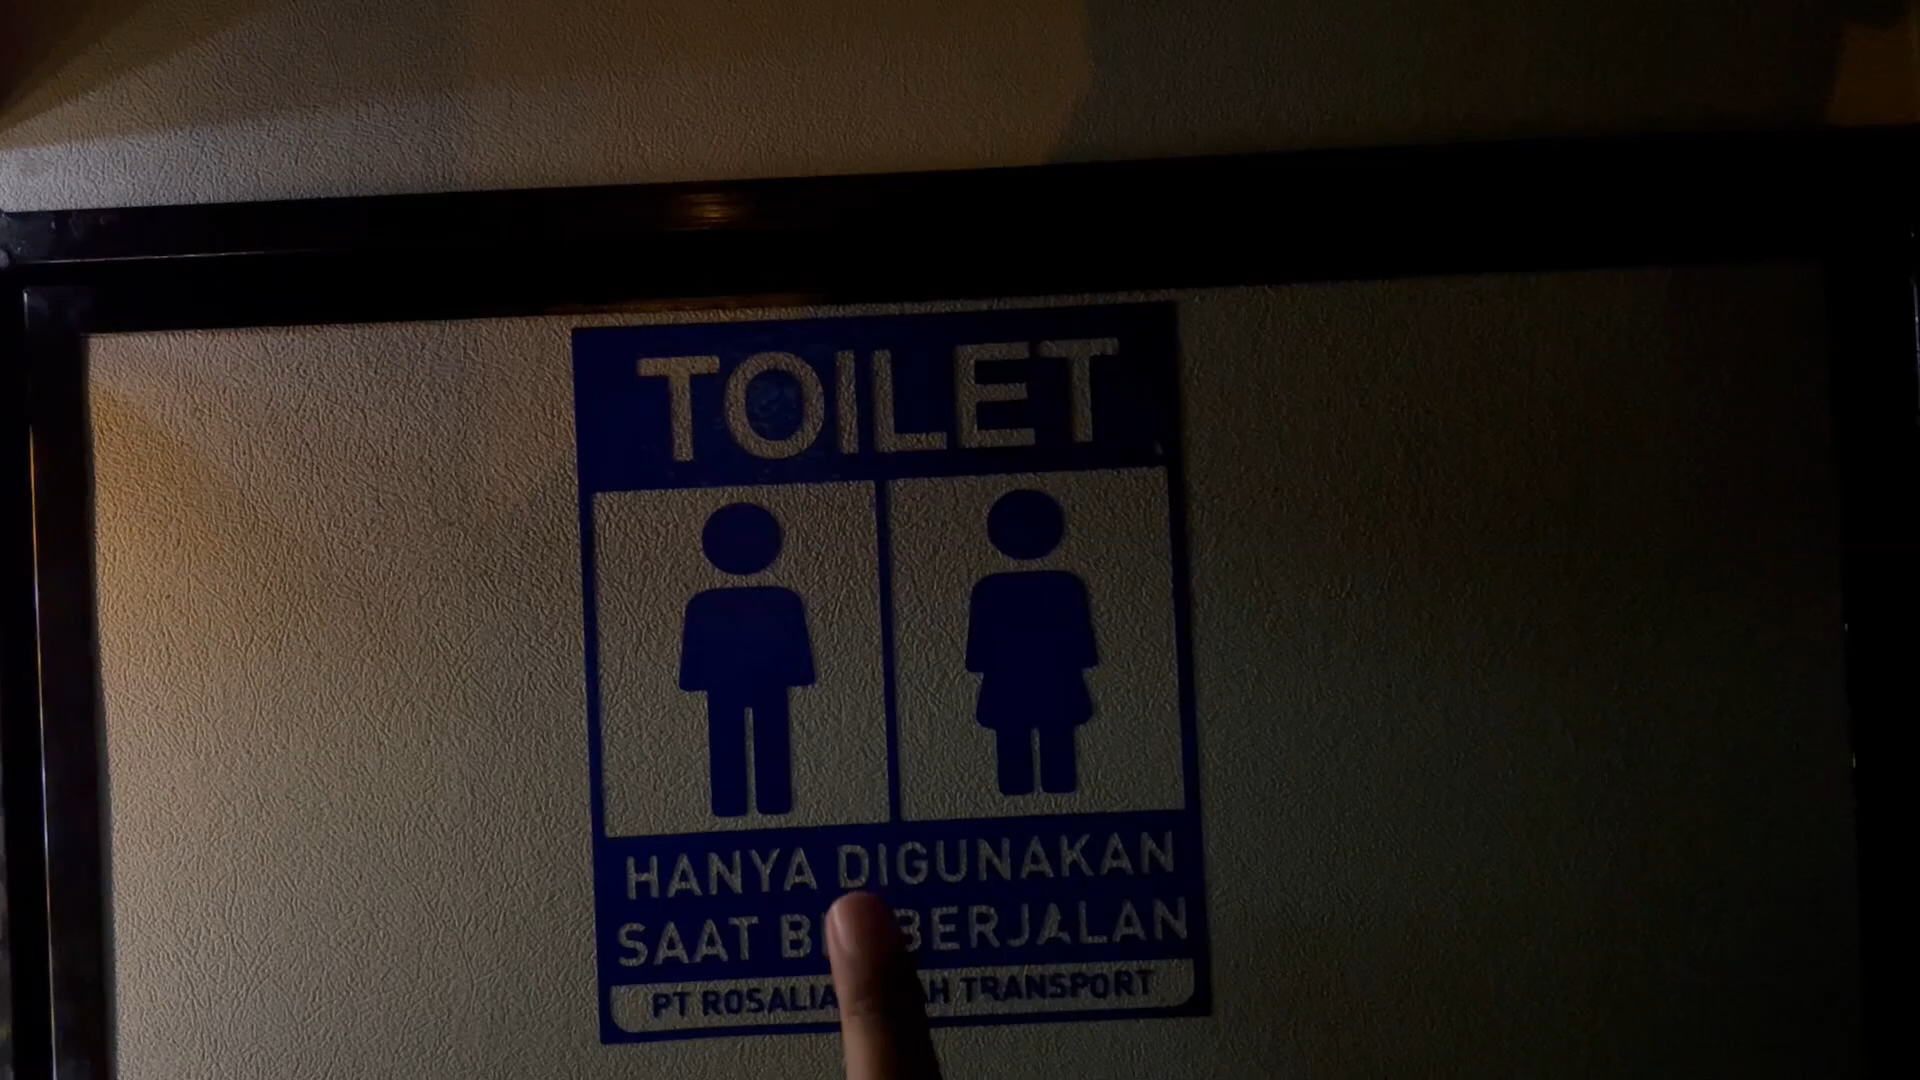 TOILET
HANYA DIGUNAKAN
SAAT BERJALAN
PT ROSALIA TRANSPORT